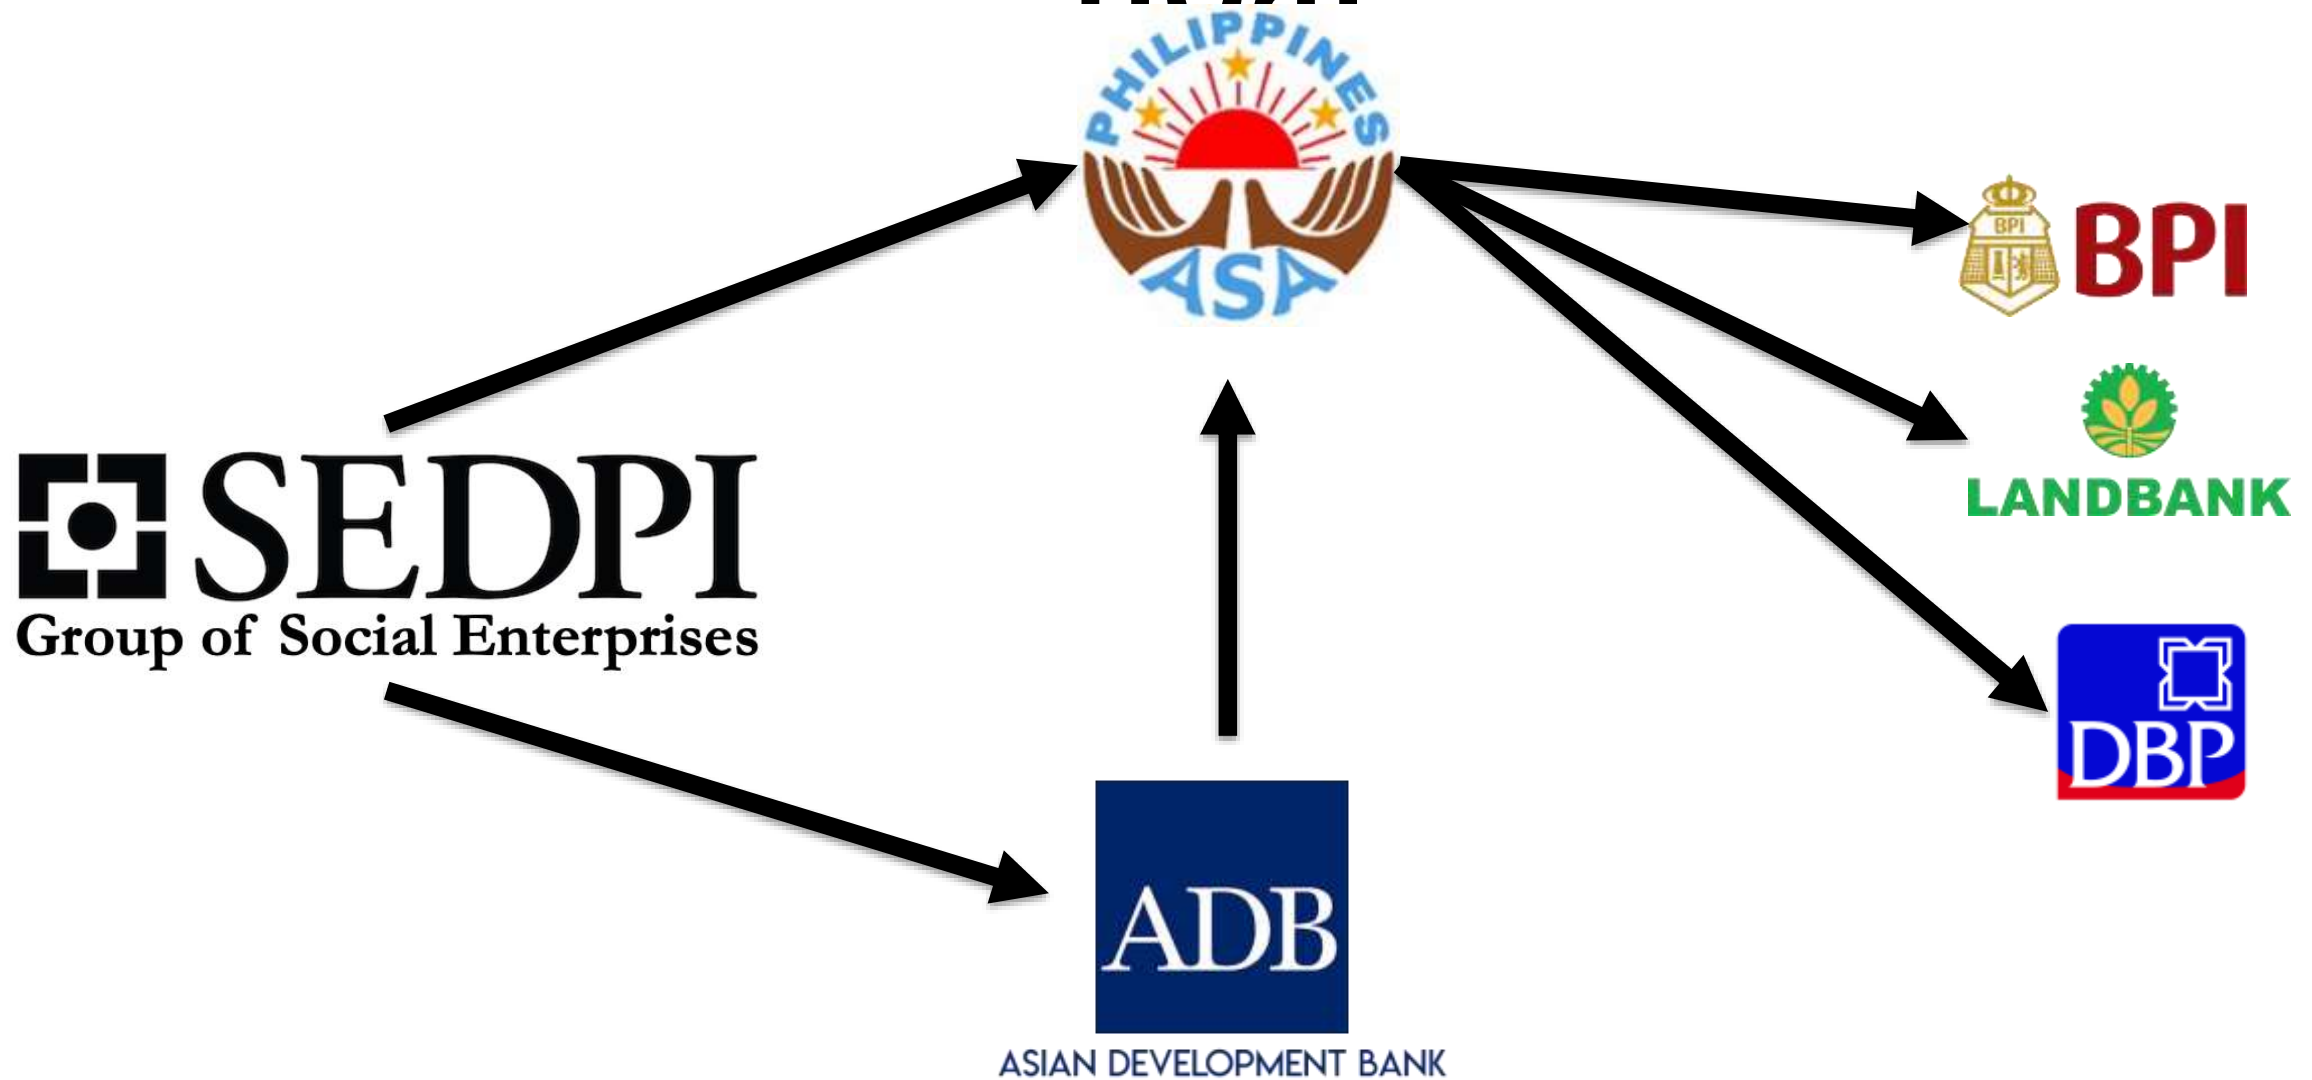 PHILIPPINES
ASA
BPI
BPI
LANDBANK
SEDPI
Group of Social Enterprises
DBP
ADB
ASIAN DEVELOPMENT BANK